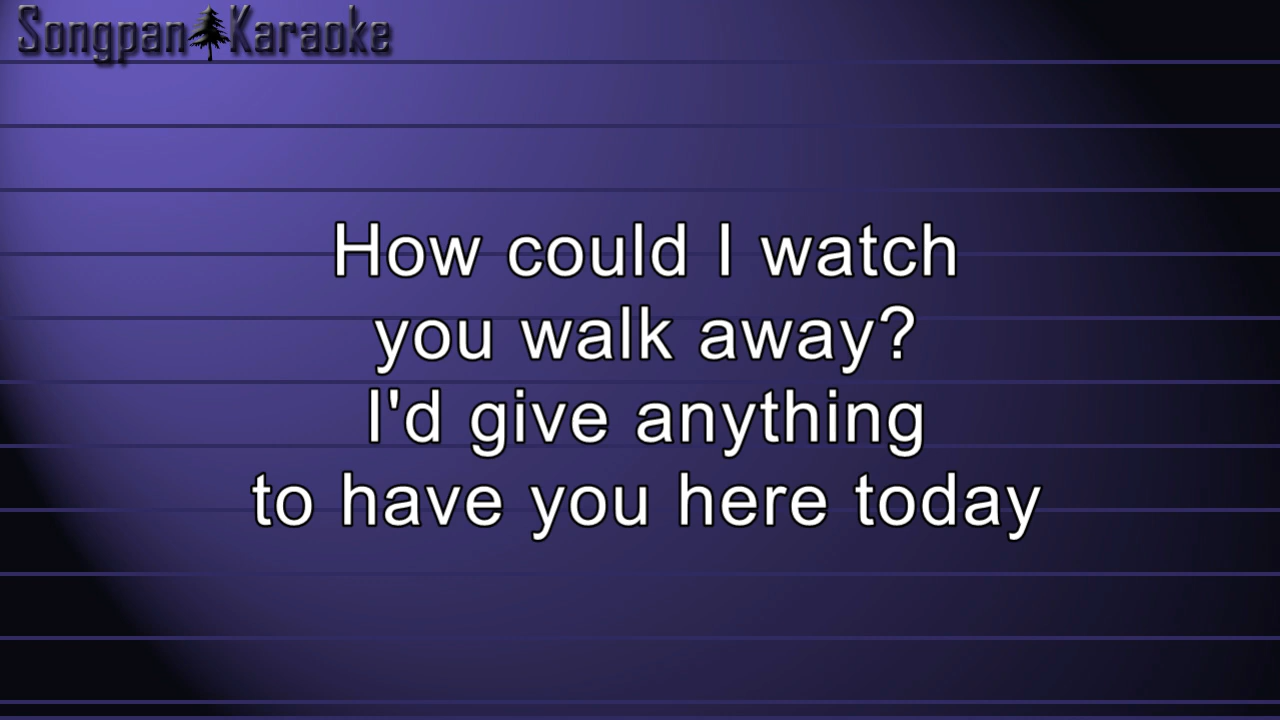 Songpan Karaoke
How could I watch
you walk away?
I'd give anything
to have you here today